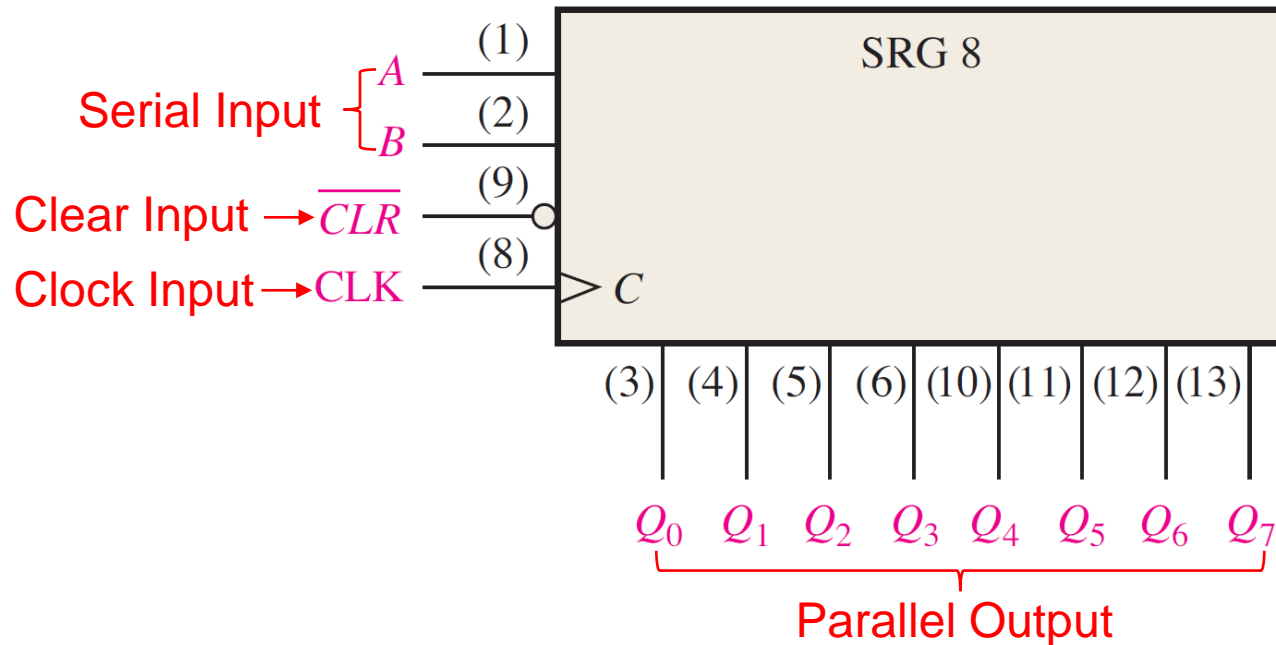 SRG 8
(1)
A
Serial Input
(2)
B
(9)
Clear Input → \overline{CLR}
(8)
Clock Input → CLK C
(3) (4) (5) (6) (10) (11) (12) (13)
Q₀ Q₁ Q₂ Q₃ Q₄ Q₅ Q₆ Q₇
Parallel Output